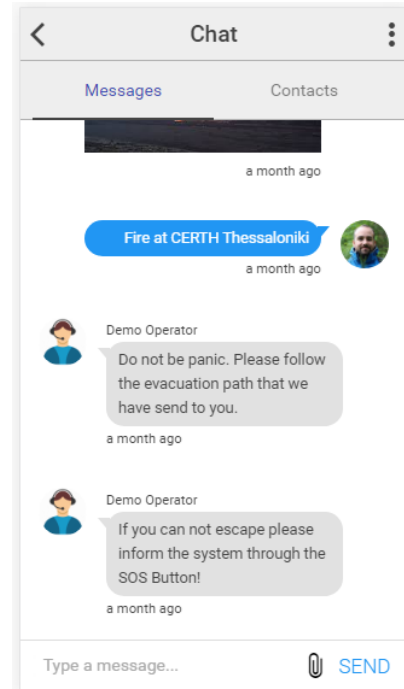 Chat
Messages Contacts
a month ago
Fire at CERTH Thessaloniki
a month ago
Demo Operator
Do not be panic. Please follow
the evacuation path that we
have send to you.
a month ago
Demo Operator
If you can not escape please
inform the system through the
SOS Button!
a month ago
Type a message... SEND